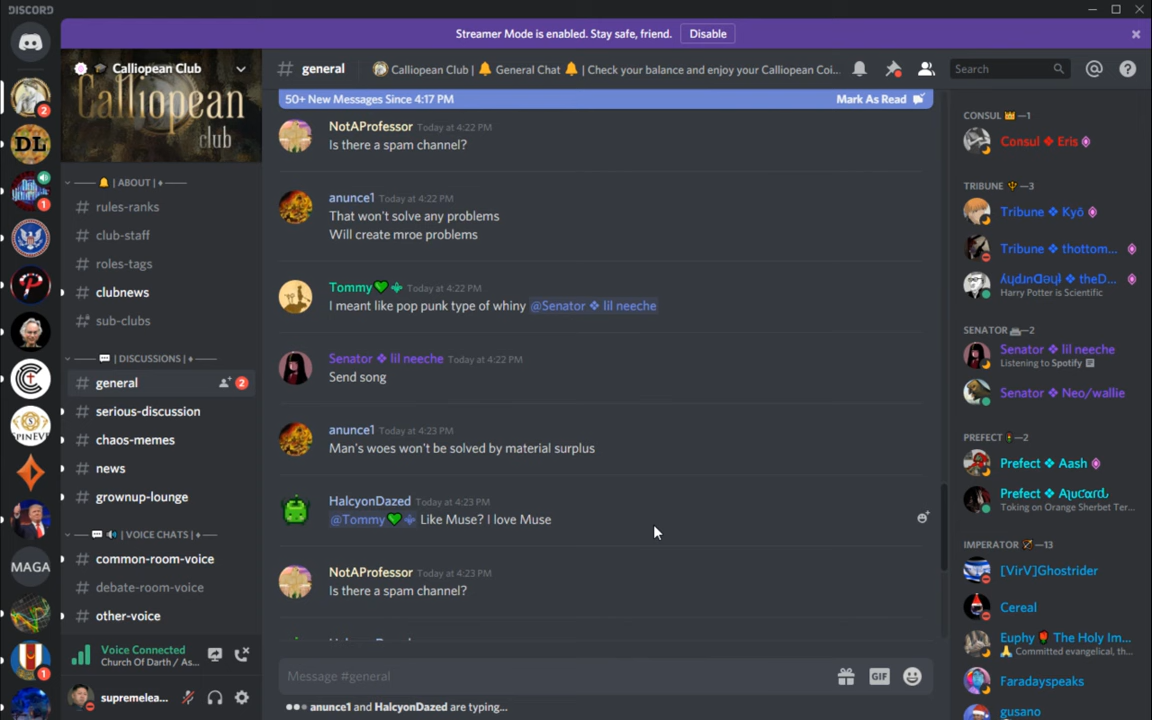 DISCORD
Streamer Mode is enabled. Stay safe, friend.
Disable
Calliopean Club
Calliopean
club
# general
Calliopean Club | 🔔 General Chat 🔔 | Check your balance and enjoy your Calliopean Coi...
Search
50+ New Messages Since 4:17 PM
Mark As Read
DL
SPINEVE
MAGA
🔔 | ABOUT | ♦
# rules-ranks
# club-staff
# roles-tags
# clubnews
# sub-clubs
💬 | DISCUSSIONS | ♦
# general
2
# serious-discussion
# chaos-memes
# news
# grownup-lounge
💬 🔊 | VOICE CHATS | ♦
# common-room-voice
# debate-room-voice
# other-voice
Voice Connected
Church Of Darth / As...
supremelea...
2
1
1
NotAProfessor Today at 4:22 PM
Is there a spam channel?
anunce1 Today at 4:22 PM
That won't solve any problems
Will create mroe problems
Tommy💚 Today at 4:22 PM
I meant like pop punk type of whiny @Senator ❖ lil neeche
Senator ❖ lil neeche Today at 4:22 PM
Send song
anunce1 Today at 4:23 PM
Man's woes won't be solved by material surplus
HalcyonDazed Today at 4:23 PM
@Tommy💚 Like Muse? I love Muse
NotAProfessor Today at 4:23 PM
Is there a spam channel?
Message #general
GIF
anunce1 and HalcyonDazed are typing...
CONSUL 👑—1
Consul ❖ Eris
TRIBUNE 🔱—3
Tribune ❖ Kyō
Tribune ❖ thottom...
❖ theD...
Harry Potter is Scientific
SENATOR —2
Senator ❖ lil neeche
Listening to Spotify
Senator ❖ Neo/wallie
PREFECT —2
Prefect ❖ Aash
Prefect ❖
Toking on Orange Sherbet Ter...
IMPERATOR 🏹—13
[VirV]Ghostrider
Cereal
Euphy🌹 The Holy Im...
🙏 Committed evangelical, th...
Faradayspeaks
gusano